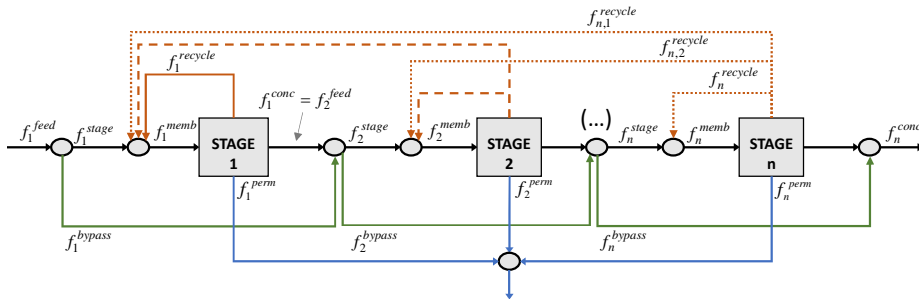 f_{n,1}^{recycle}
f_{n,2}^{recycle}
f_1^{recycle}
f_n^{recycle}
f_1^{conc} = f_2^{feed}
f_1^{feed} f_1^{stage} f_1^{memb} f_2^{stage} f_2^{memb} (...) f_n^{stage} f_n^{memb} f_n^{conc}
STAGE STAGE STAGE
1 2 n
f_1^{perm} f_2^{perm} f_n^{perm}
f_1^{bypass} f_2^{bypass} f_n^{bypass}